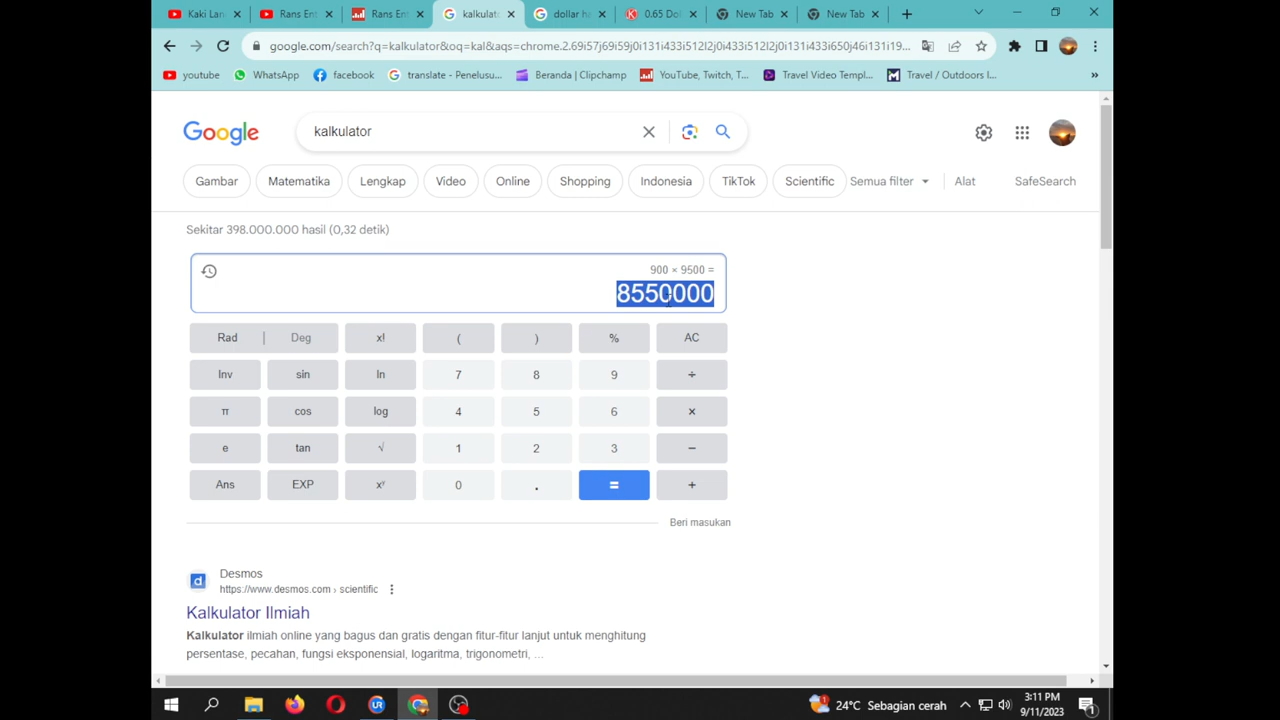 Kaki Lan
Rans Ent
Rans Ent
kalkulat
dollar ha
0.65 Dol
New Tab
New Tab
google.com/search?q=kalkulator&oq=kal&aqs=chrome.2.69i57j69i59j0i131i433i512l2j0i433i512l2j0i131i433i650j46i131i19...
youtube
WhatsApp
facebook
translate - Penelusu...
Beranda | Clipchamp
YouTube, Twitch, T...
Travel Video Templ...
Travel / Outdoors I...
»
Google
kalkulator
Gambar
Matematika
Lengkap
Video
Online
Shopping
Indonesia
TikTok
Scientific
Semua filter
Alat
SafeSearch
Sekitar 398.000.000 hasil (0,32 detik)
900 × 9500 =
8550000
Rad | Deg
x!
(
)
%
AC
Inv
sin
ln
7
8
9
÷
π
cos
log
4
5
6
×
e
tan
√
1
2
3
−
Ans
EXP
xʸ
0
.
=
+
Beri masukan
d
Desmos
https://www.desmos.com › scientific
Kalkulator Ilmiah
Kalkulator ilmiah online yang bagus dan gratis dengan fitur-fitur lanjut untuk menghitung
persentase, pecahan, fungsi eksponensial, logaritma, trigonometri, ...
24°C Sebagian cerah
3:11 PM
9/11/2023